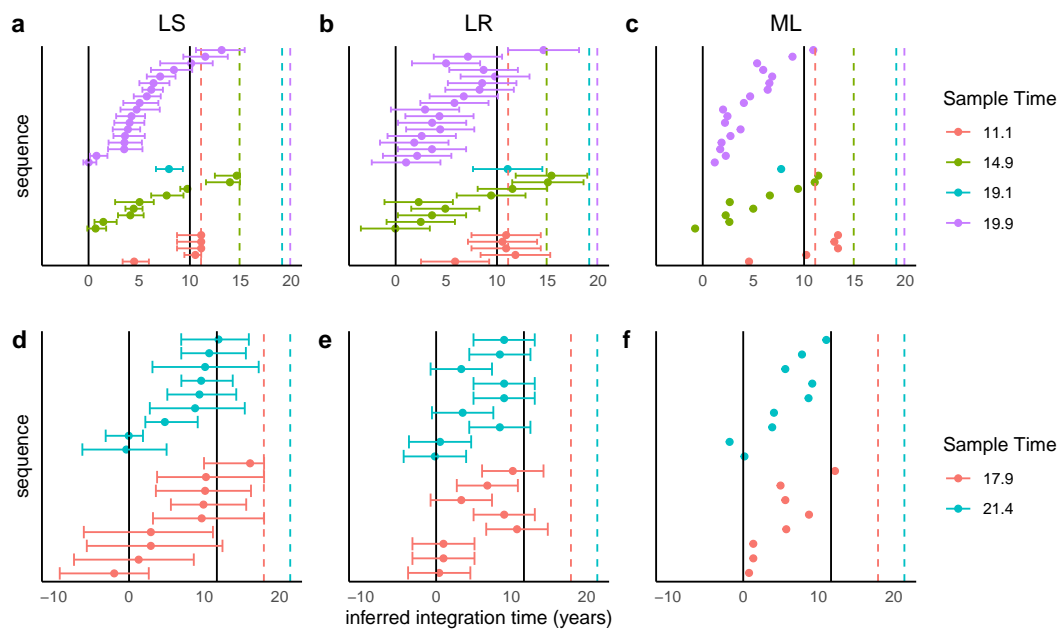 LS LR ML
a b c
sequence
Sample Time
11.1
14.9
19.1
19.9
0 5 10 15 20 0 5 10 15 20 0 5 10 15 20
d e f
sequence
Sample Time
17.9
21.4
−10 0 10 20 −10 0 10 20 −10 0 10 20
inferred integration time (years)